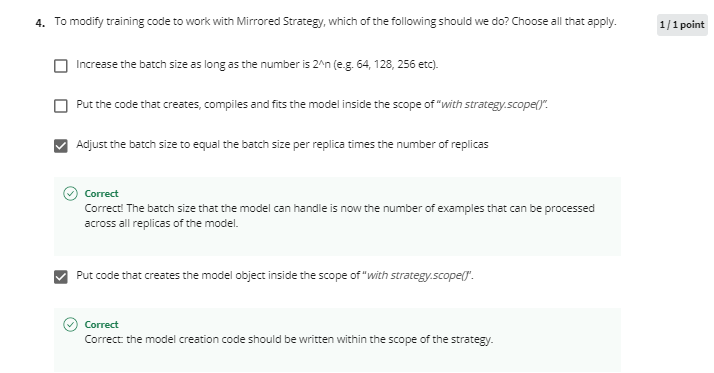 4. To modify training code to work with Mirrored Strategy, which of the following should we do? Choose all that apply.
1 / 1 point
Increase the batch size as long as the number is 2^n (e.g. 64, 128, 256 etc).
Put the code that creates, compiles and fits the model inside the scope of "with strategy.scope()".
Adjust the batch size to equal the batch size per replica times the number of replicas
Correct
Correct! The batch size that the model can handle is now the number of examples that can be processed
across all replicas of the model.
Put code that creates the model object inside the scope of "with strategy.scope()".
Correct
Correct: the model creation code should be written within the scope of the strategy.